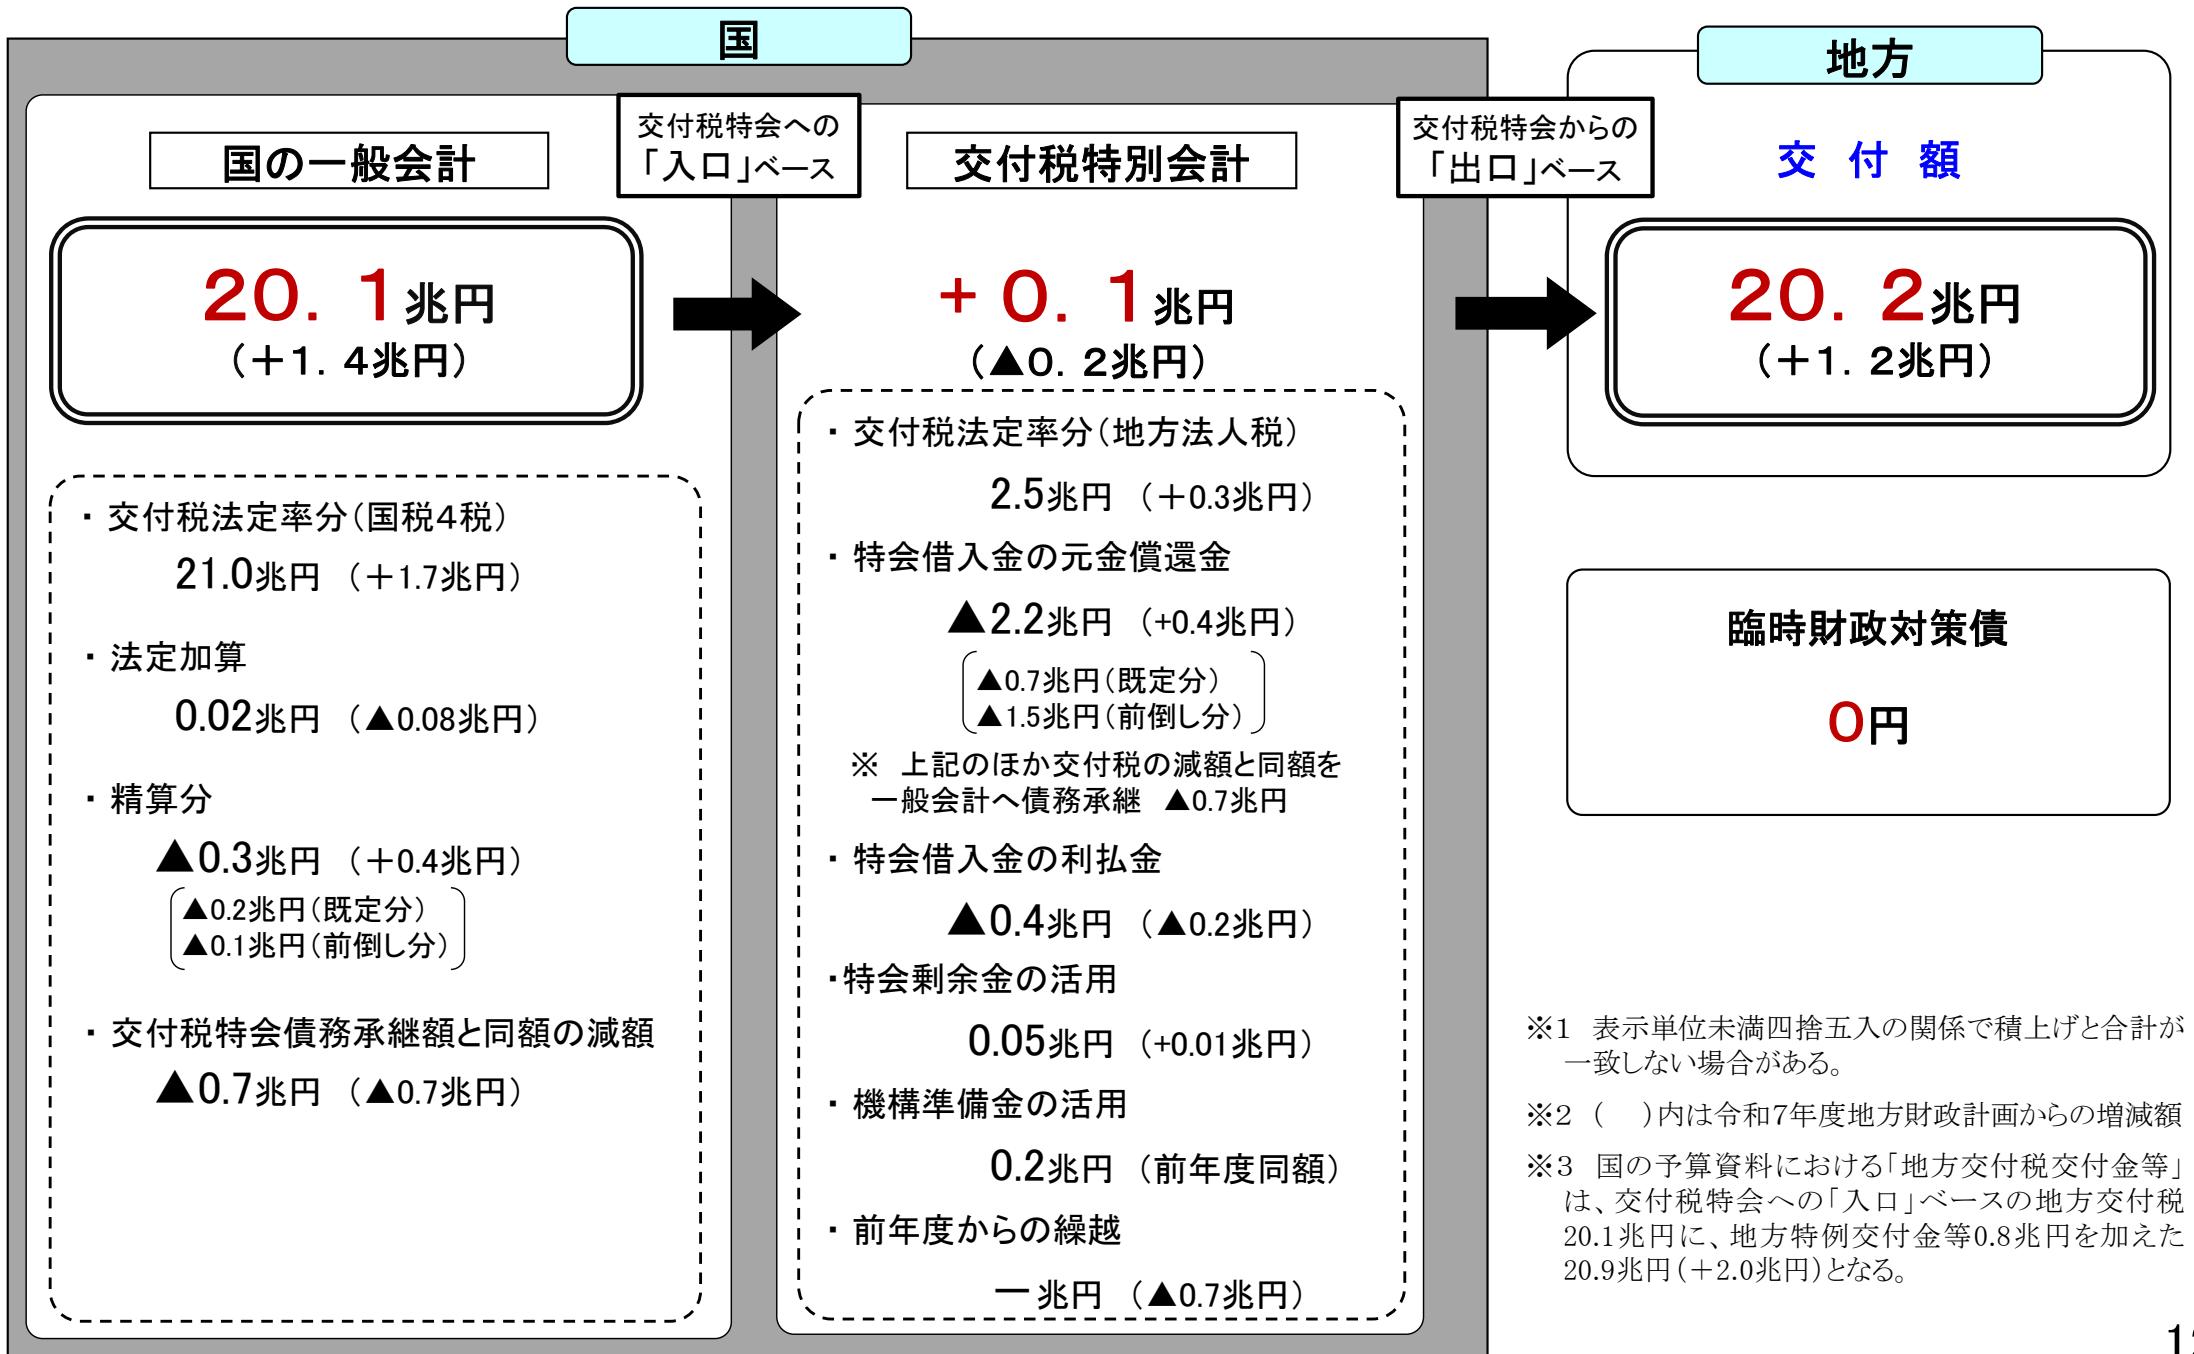 国
国の一般会計
交付税特会への
「入口」ベース
20.1兆円
(+1.4兆円)
・交付税法定率分(国税4税)
21.0兆円 (+1.7兆円)
・法定加算
0.02兆円 (▲0.08兆円)
・精算分
▲0.3兆円 (+0.4兆円)
▲0.2兆円(既定分)
▲0.1兆円(前倒し分)
・交付税特会債務承継額と同額の減額
▲0.7兆円 (▲0.7兆円)
交付税特別会計
+0.1兆円
(▲0.2兆円)
・交付税法定率分(地方法人税)
2.5兆円 (+0.3兆円)
・特会借入金の元金償還金
▲2.2兆円 (+0.4兆円)
▲0.7兆円(既定分)
▲1.5兆円(前倒し分)
※ 上記のほか交付税の減額と同額を
一般会計へ債務承継 ▲0.7兆円
・特会借入金の利払金
▲0.4兆円 (▲0.2兆円)
・特会剰余金の活用
0.05兆円 (+0.01兆円)
・機構準備金の活用
0.2兆円 (前年度同額)
・前年度からの繰越
ー兆円 (▲0.7兆円)
交付税特会からの
「出口」ベース
地方
交付額
20.2兆円
(+1.2兆円)
臨時財政対策債
0円
※1 表示単位未満四捨五入の関係で積上げと合計が
一致しない場合がある。
※2 ( )内は令和7年度地方財政計画からの増減額
※3 国の予算資料における「地方交付税交付金等」
は、交付税特会への「入口」ベースの地方交付税
20.1兆円に、地方特例交付金等0.8兆円を加えた
20.9兆円(+2.0兆円)となる。